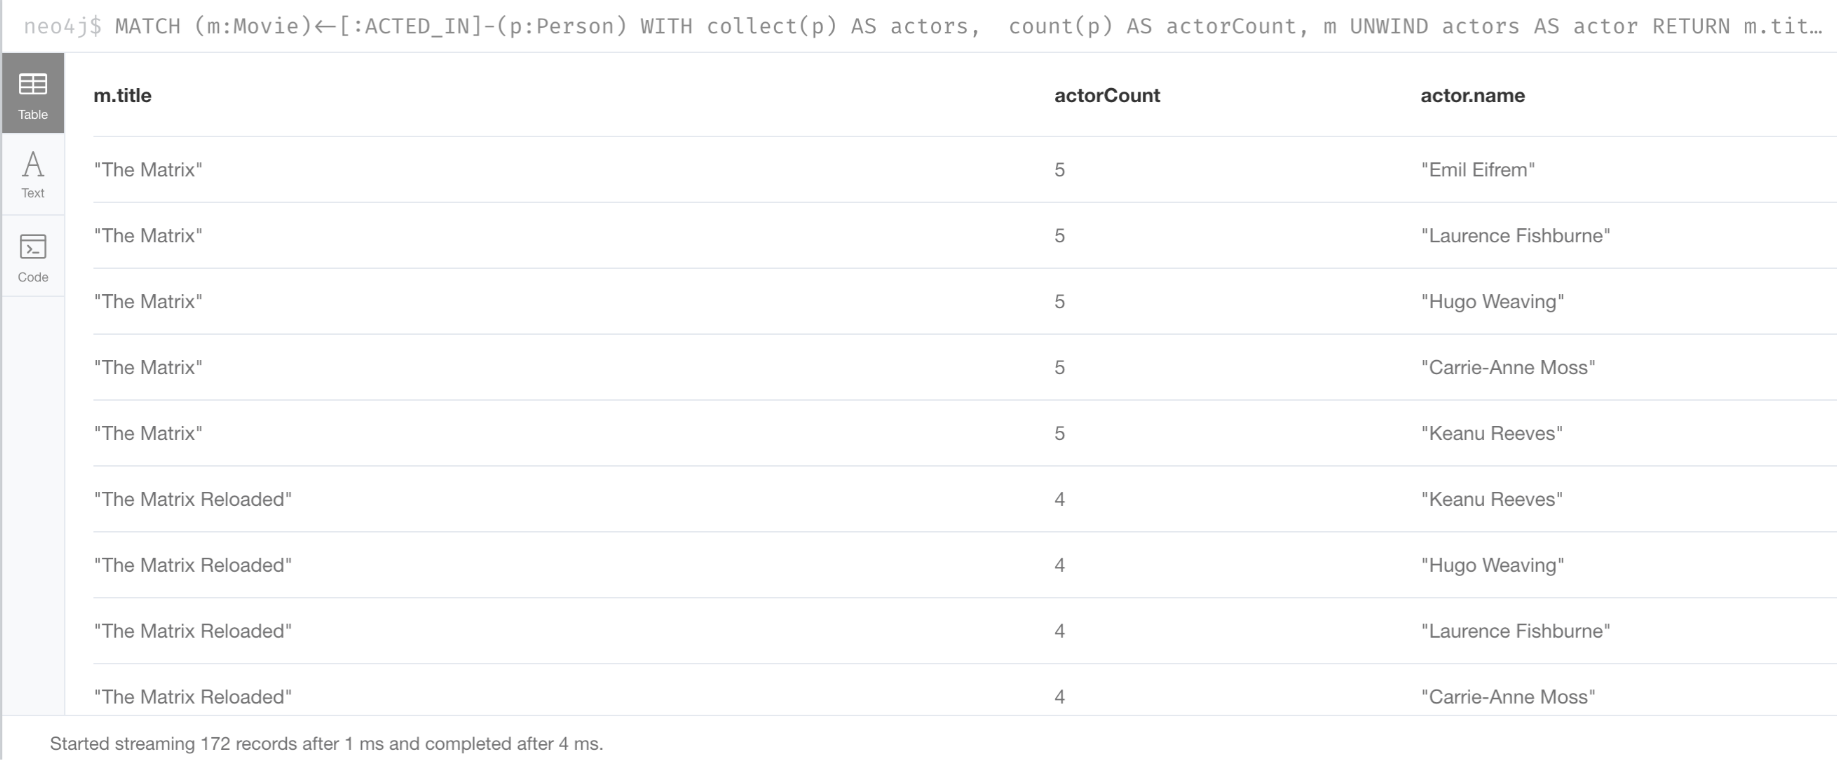 neo4j$ MATCH (m:Movie)<-[:ACTED_IN]-(p:Person) WITH collect(p) AS actors,  count(p) AS actorCount, m UNWIND actors AS actor RETURN m.tit…
Table
Text
Code
m.title actorCount actor.name
"The Matrix" 5 "Emil Eifrem"
"The Matrix" 5 "Laurence Fishburne"
"The Matrix" 5 "Hugo Weaving"
"The Matrix" 5 "Carrie-Anne Moss"
"The Matrix" 5 "Keanu Reeves"
"The Matrix Reloaded" 4 "Keanu Reeves"
"The Matrix Reloaded" 4 "Hugo Weaving"
"The Matrix Reloaded" 4 "Laurence Fishburne"
"The Matrix Reloaded" 4 "Carrie-Anne Moss"
Started streaming 172 records after 1 ms and completed after 4 ms.